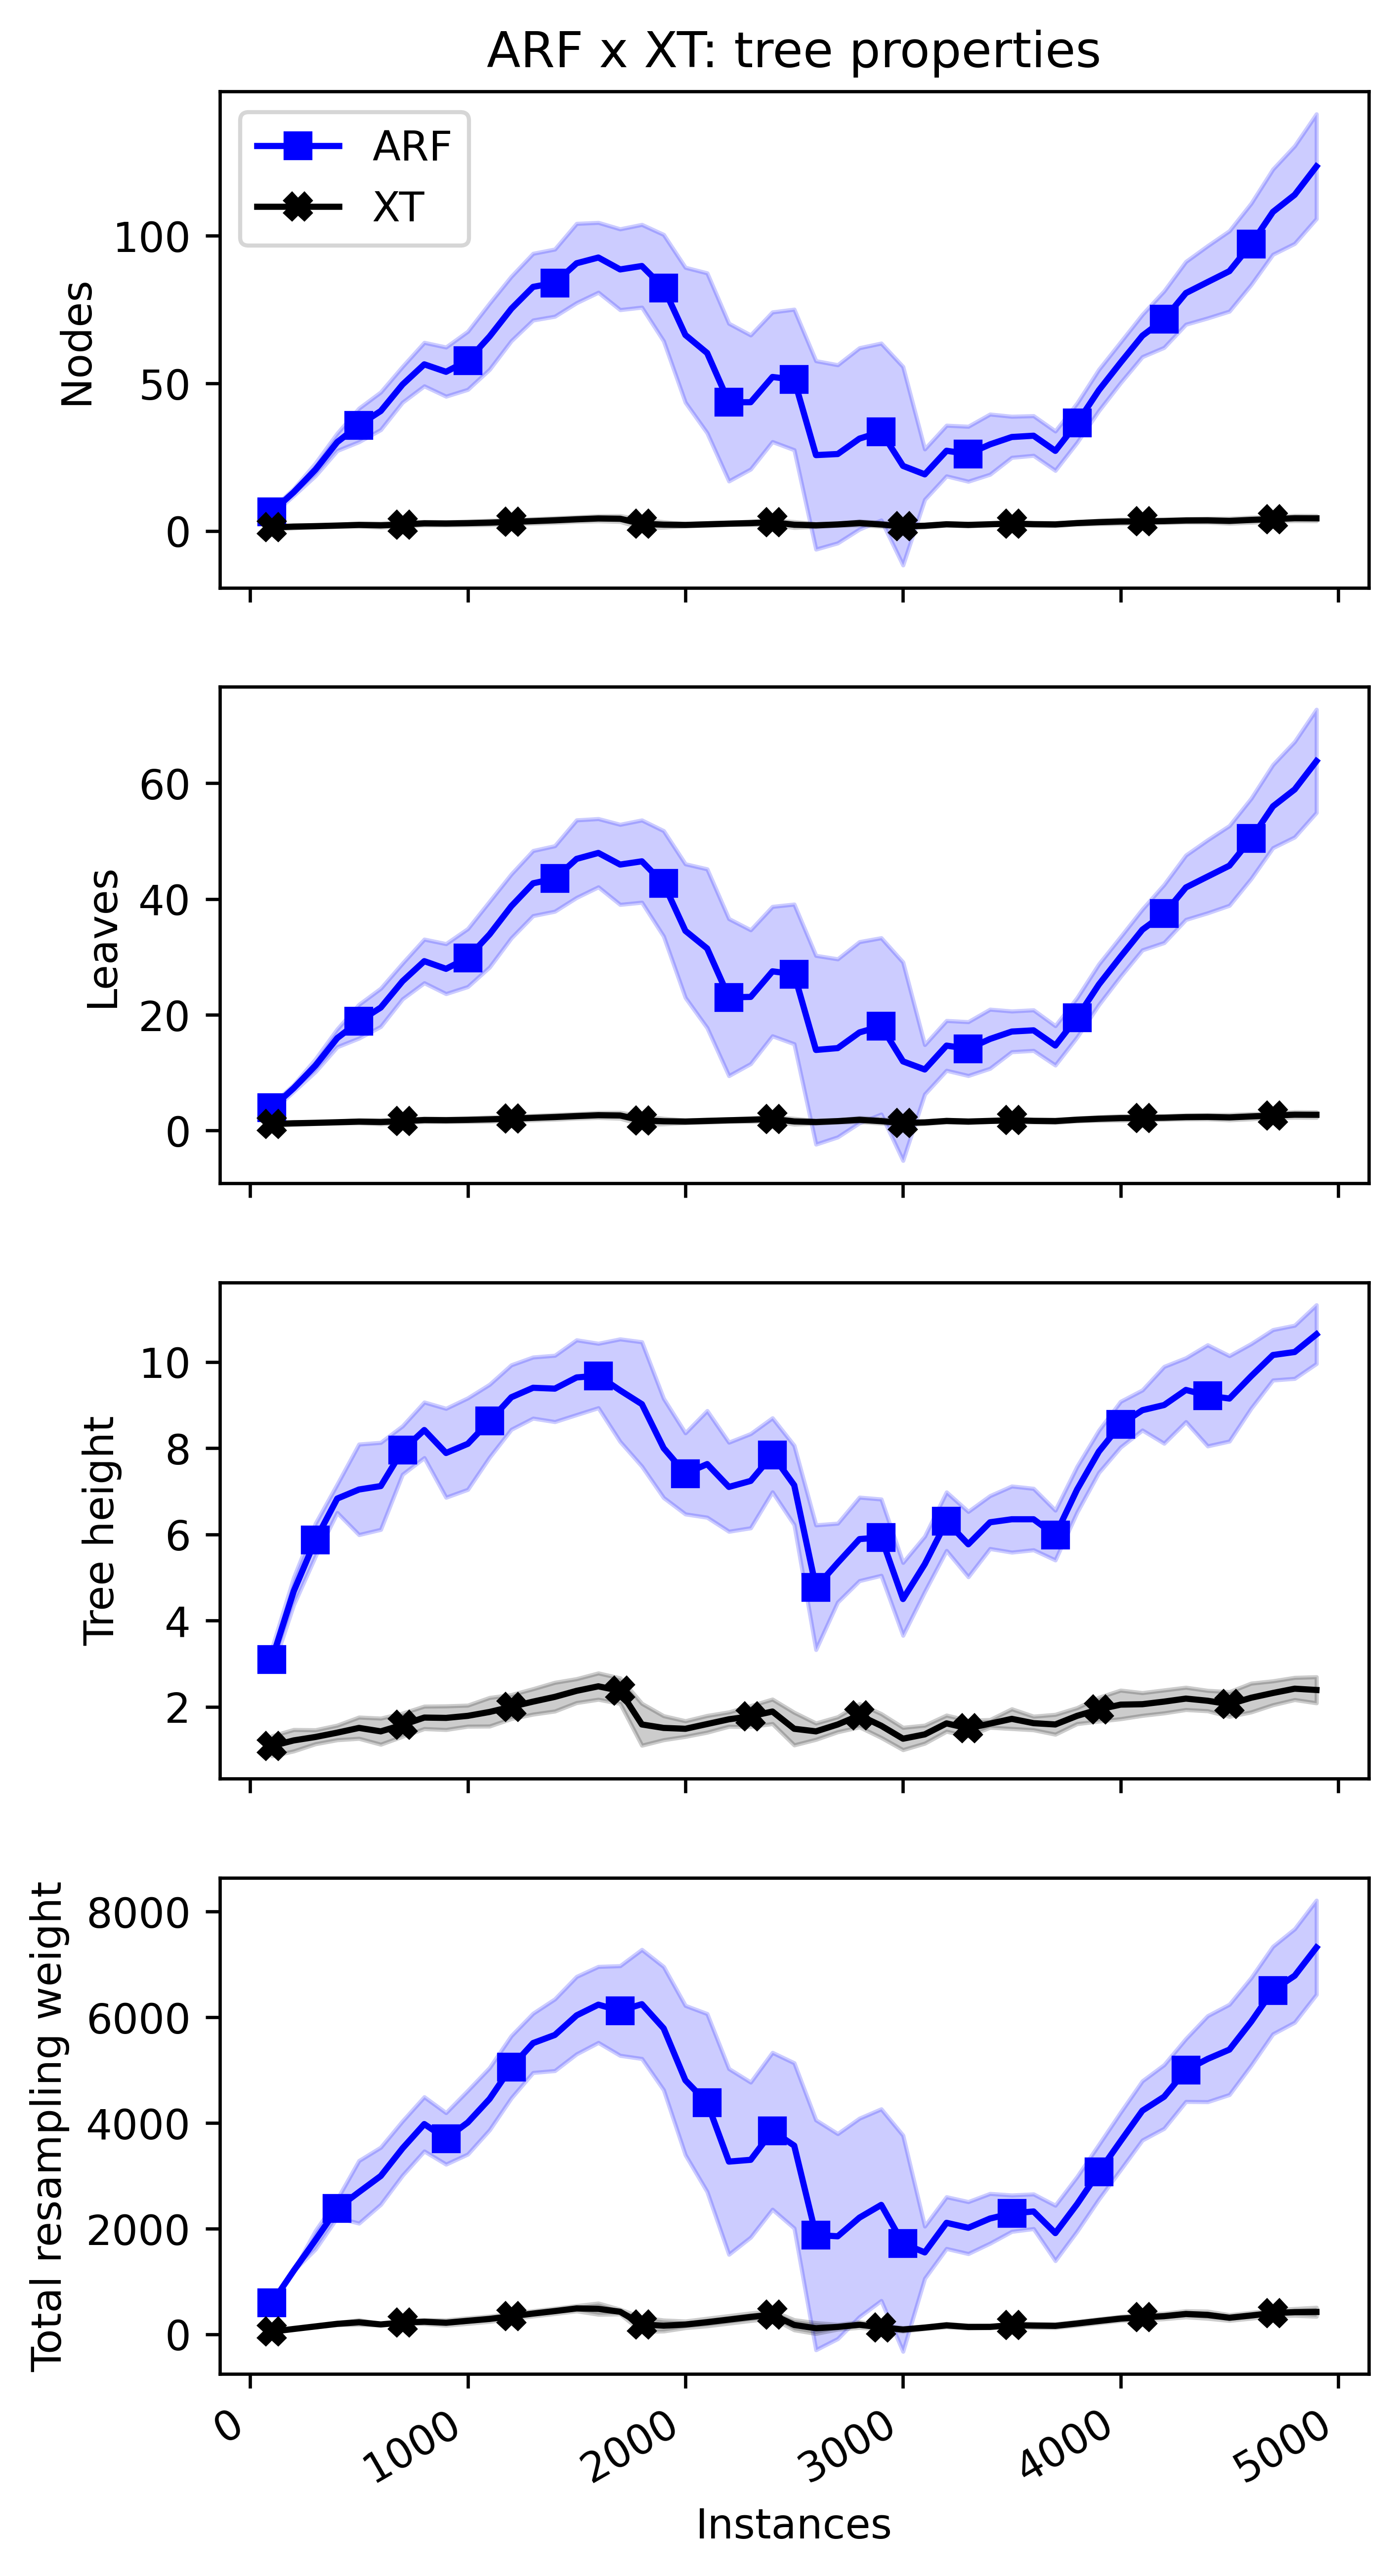 ARF x XT: tree properties
ARF
XT
Nodes
100
50
0
Leaves
60
40
20
0
Tree height
10
8
6
4
2
Total resampling weight
8000
6000
4000
2000
0
0 1000 2000 3000 4000 5000
Instances